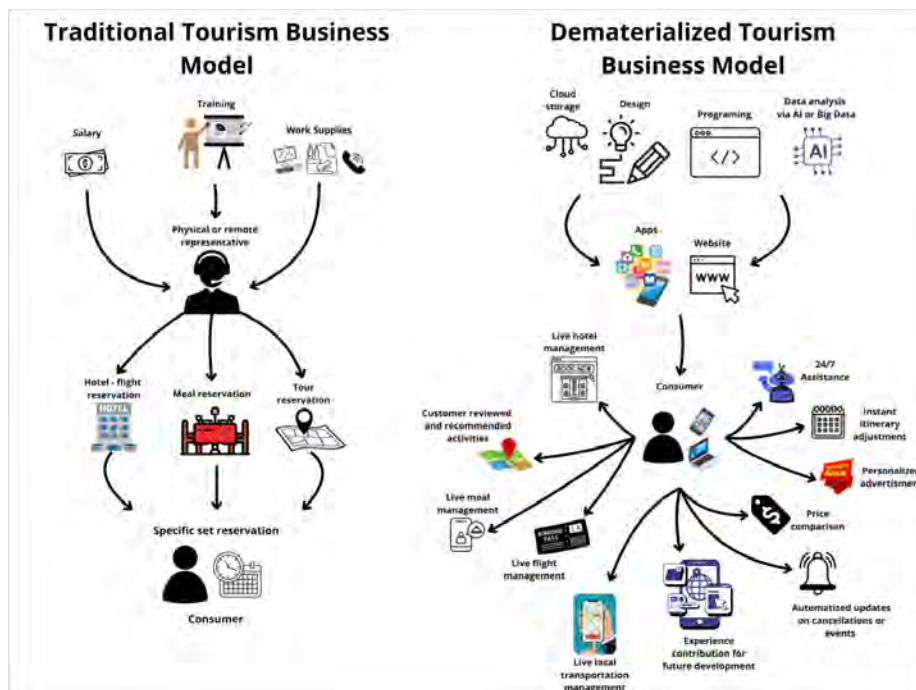 Traditional Tourism Business
Model
Training
Salary
Work Supplies
Physical or remote
representative
Hotel - flight
reservation
HOTEL
Meal reservation
Tour
reservation
Specific set reservation
Consumer
Dematerialized Tourism
Business Model
Cloud
storage
Design
Programing
</>
Data analysis
via AI or Big Data
AI
Apps
Website
WWW
Live hotel
management
BOOK NOW
Consumer
24/7
Assistance
Customer reviewed
and recommended
activities
Instant
itinerary
adjustment
Personalized
advertisment
Live meal
management
Price
comparison
Live flight
management
Automatized updates
on cancellations or
events
Live local
transportation
management
Experience
contribution for
future development